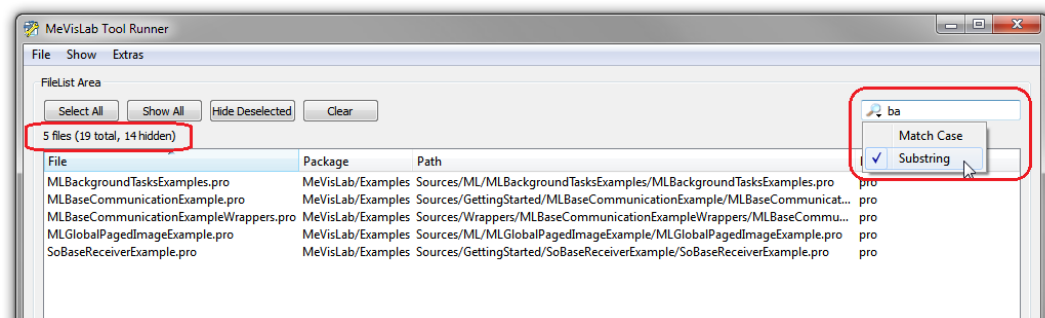 MeVisLab Tool Runner
File Show Extras
FileList Area
Select All Show All Hide Deselected Clear
ba
5 files (19 total, 14 hidden)
Match Case
Substring
File Package Path
MLBackgroundTasksExamples.pro MeVisLab/Examples Sources/ML/MLBackgroundTasksExamples/MLBackgroundTasksExamples.pro pro
MLBaseCommunicationExample.pro MeVisLab/Examples Sources/GettingStarted/MLBaseCommunicationExample/MLBaseCommunicat... pro
MLBaseCommunicationExampleWrappers.pro MeVisLab/Examples Sources/Wrappers/MLBaseCommunicationExampleWrappers/MLBaseCommu... pro
MLGlobalPagedImageExample.pro MeVisLab/Examples Sources/ML/MLGlobalPagedImageExample/MLGlobalPagedImageExample.pro pro
SoBaseReceiverExample.pro MeVisLab/Examples Sources/GettingStarted/SoBaseReceiverExample/SoBaseReceiverExample.pro pro